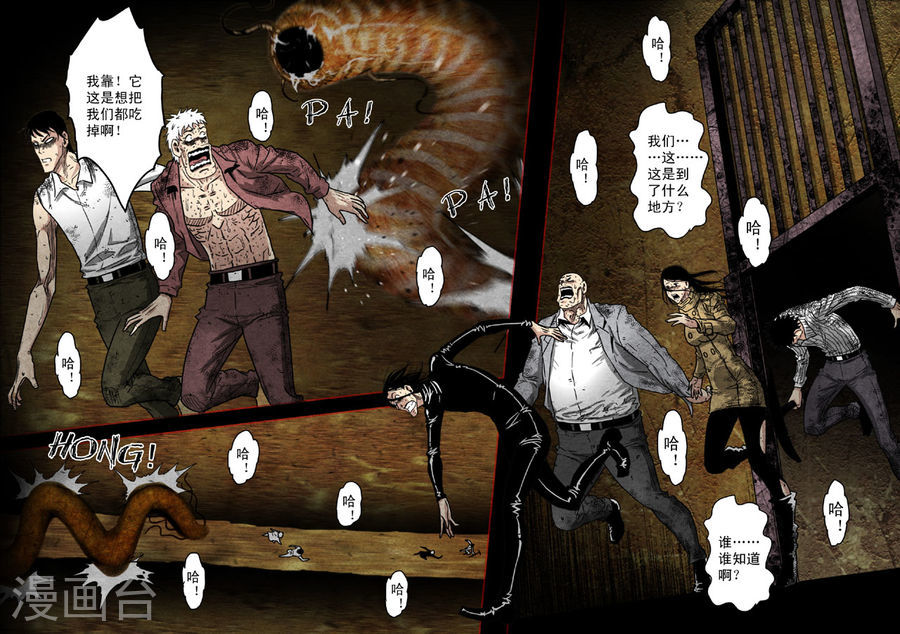 我靠！它
这是想把
我们都吃
掉啊！
哈！
PA!
PA!
哈！
哈！
哈！
HONG!
哈！
哈！
哈！
哈！
哈！
哈！
我们……
……这……
这是到
了什么
地方？
哈！
哈！
哈！
谁……
谁知道
啊？
漫画台